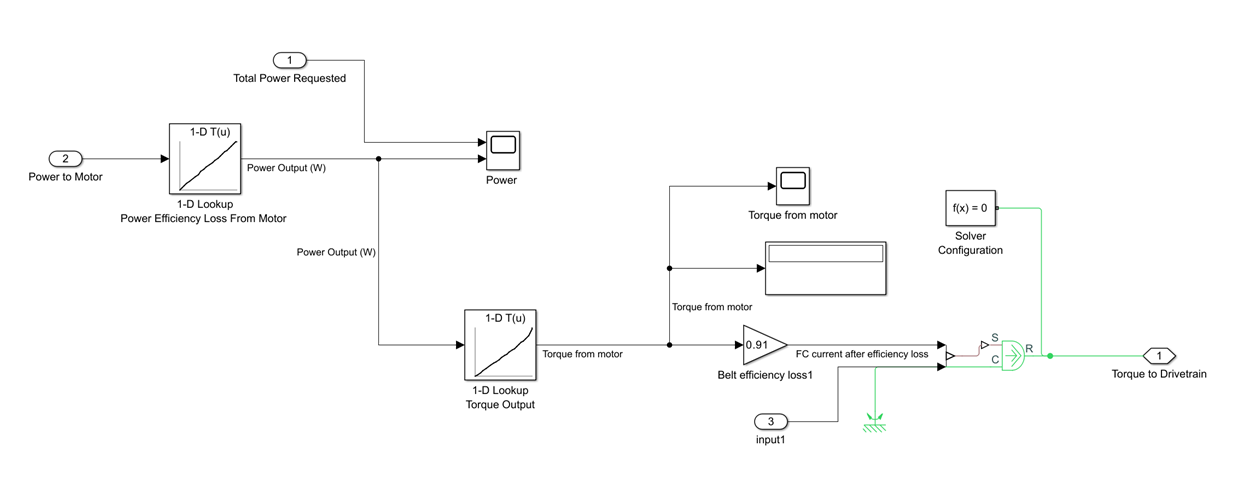 1
Total Power Requested
1-D T(u)
2
Power to Motor
Power Output (W)
1-D Lookup
Power Efficiency Loss From Motor
Power
Torque from motor
f(x) = 0
Solver
Configuration
Power Output (W)
Torque from motor
1-D T(u)
Torque from motor
1-D Lookup
Torque Output
0.91
Belt efficiency loss1
FC current after efficiency loss
S
C
R
1
Torque to Drivetrain
3
input1